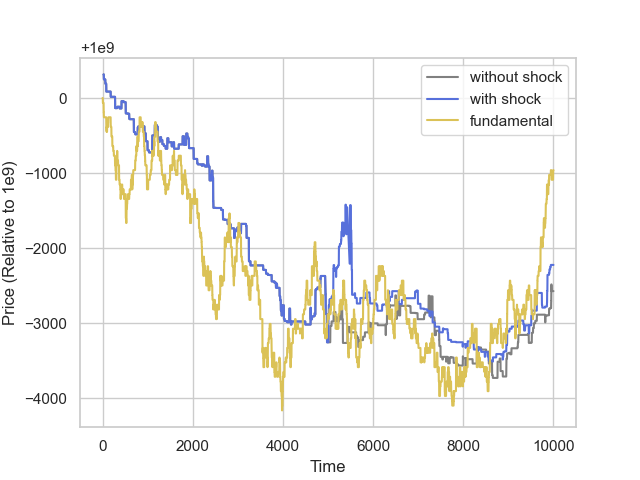 +1e9
without shock
with shock
fundamental
0
−1000
−2000
−3000
−4000
Price (Relative to 1e9)
0
2000
4000
6000
8000
10000
Time